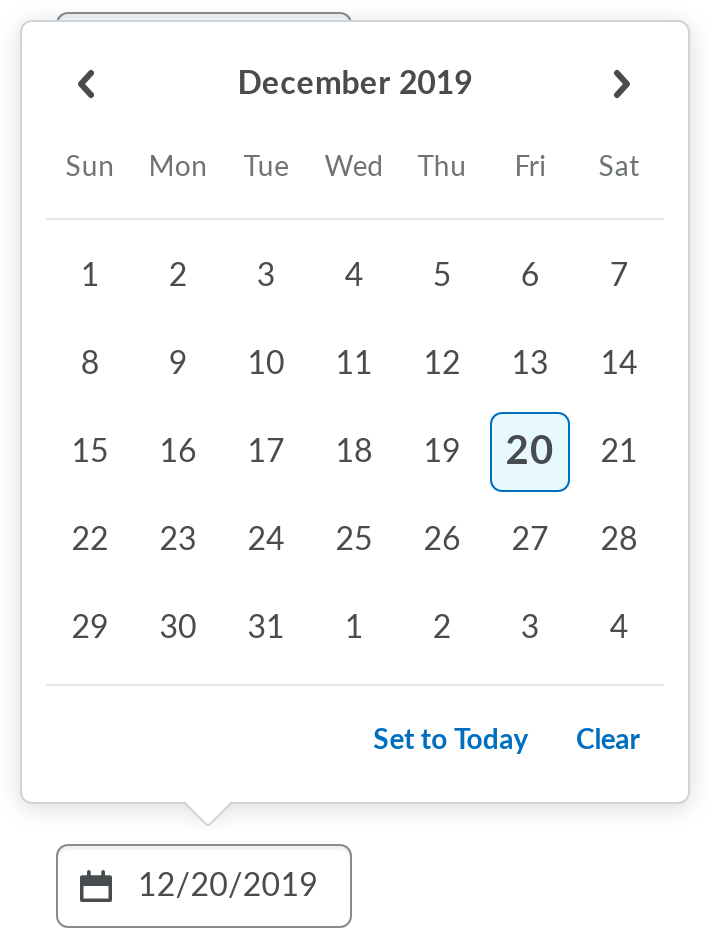 December 2019
Sun Mon Tue Wed Thu Fri Sat
1 2 3 4 5 6 7
8 9 10 11 12 13 14
15 16 17 18 19 20 21
22 23 24 25 26 27 28
29 30 31 1 2 3 4
Set to Today Clear
12/20/2019